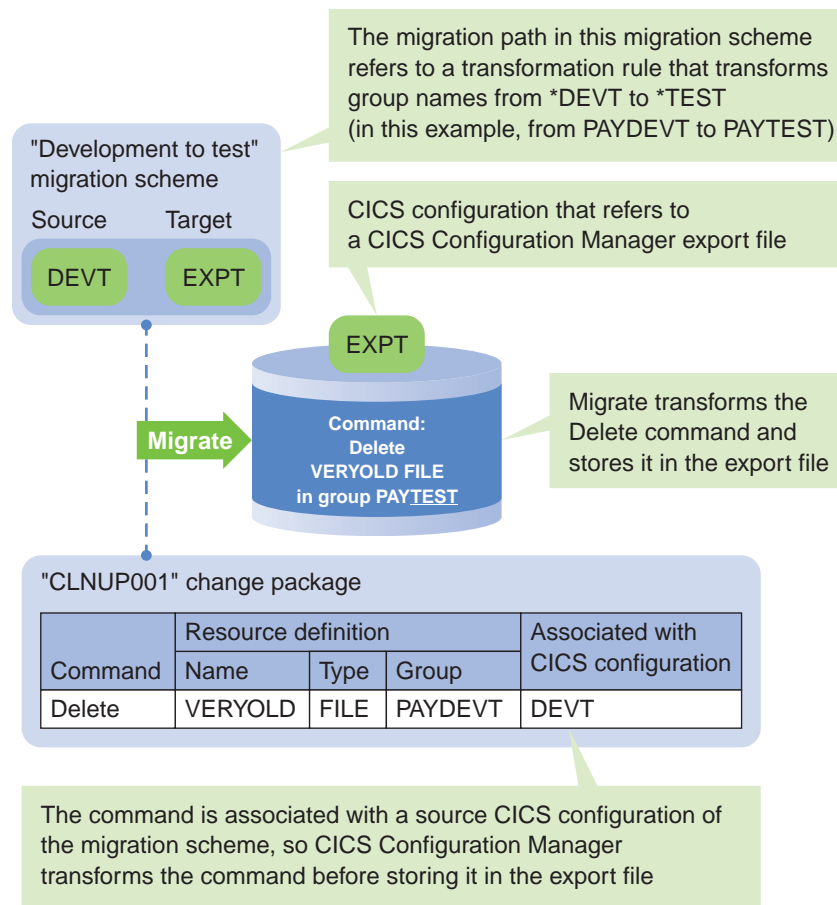 The migration path in this migration scheme
refers to a transformation rule that transforms
group names from *DEVT to *TEST
(in this example, from PAYDEVT to PAYTEST)
"Development to test"
migration scheme
Source Target
DEVT EXPT
CICS configuration that refers to
a CICS Configuration Manager export file
EXPT
Migrate
Command:
Delete
VERYOLD FILE
in group PAYTEST
Migrate transforms the
Delete command and
stores it in the export file
"CLNUP001" change package
Resource definition Associated with
Command Name Type Group CICS configuration
Delete VERYOLD FILE PAYDEVT DEVT
The command is associated with a source CICS configuration of
the migration scheme, so CICS Configuration Manager
transforms the command before storing it in the export file